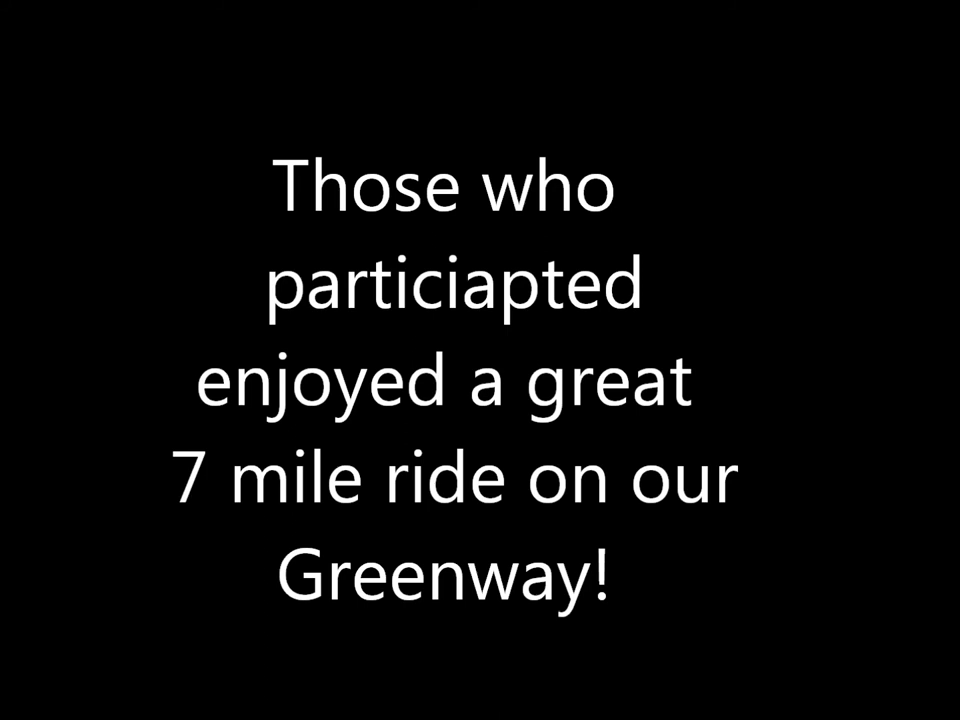 Those who
particiapted
enjoyed a great
7 mile ride on our
Greenway!